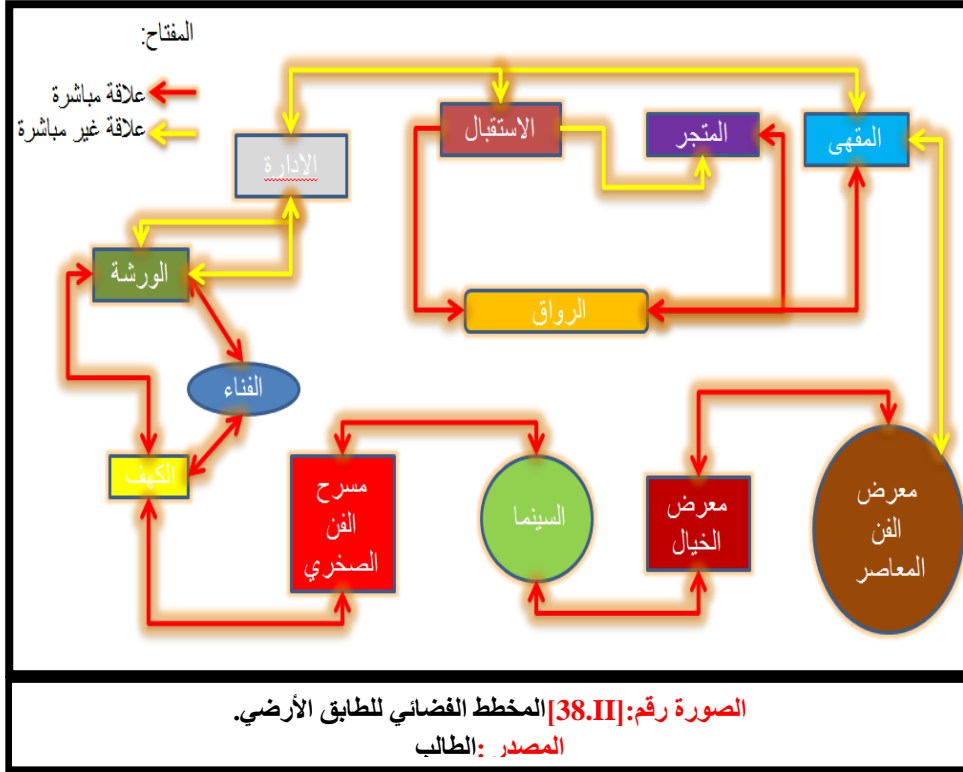 المفتاح:
علاقة مباشرة
علاقة غير مباشرة
الاستقبال
المتجر
المقهى
الادارة
الورشة
الرواق
الفناء
الكهف
مسرح
الفن
الصخري
السينما
معرض
الخيال
معرض
الفن
المعاصر
الصورة رقم:[38.II]المخطط الفضائي للطابق الأرضي.
المصدر :الطالب